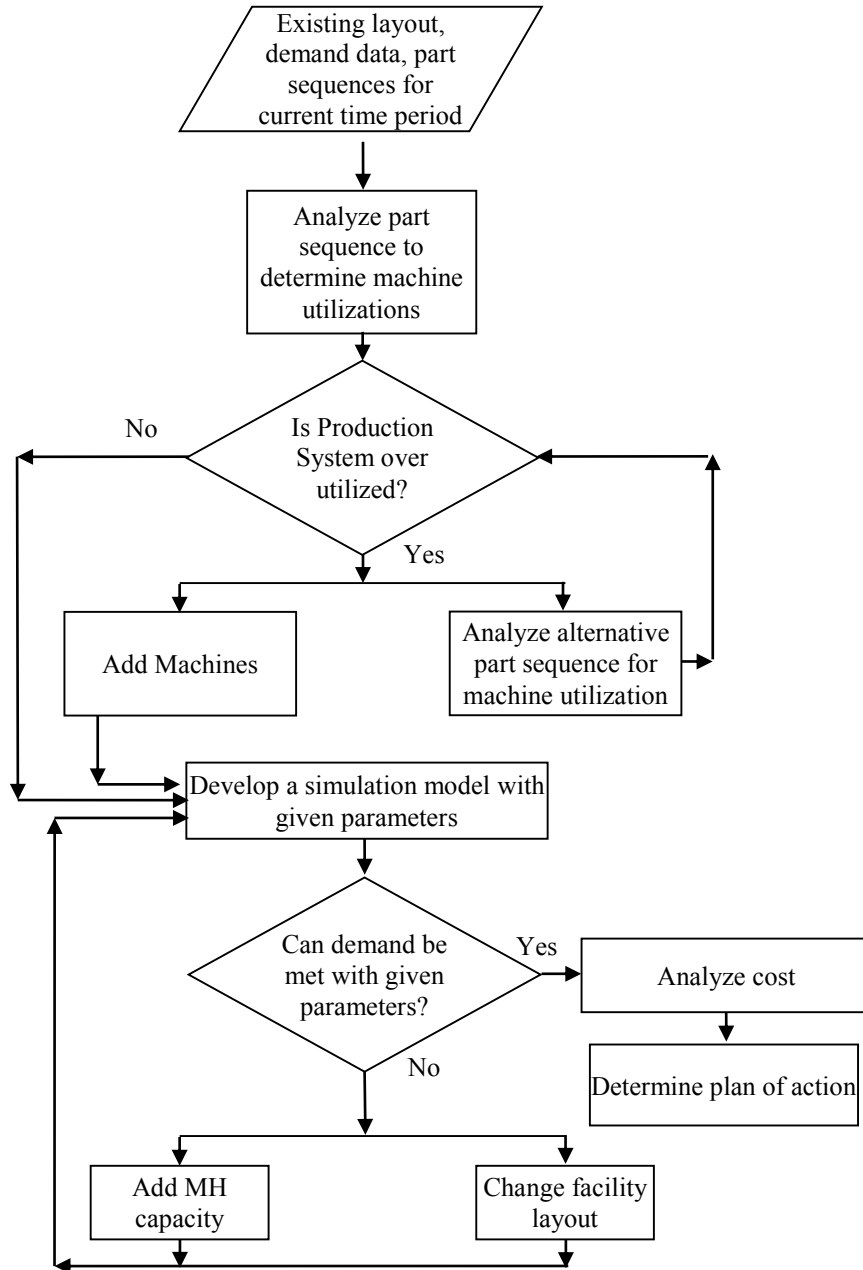 Existing layout,
demand data, part
sequences for
current time period
Analyze part
sequence to
determine machine
utilizations
No
Is Production
System over
utilized?
Yes
Add Machines
Analyze alternative
part sequence for
machine utilization
Develop a simulation model with
given parameters
Can demand be
met with given
parameters?
Yes
Analyze cost
No
Determine plan of action
Add MH
capacity
Change facility
layout